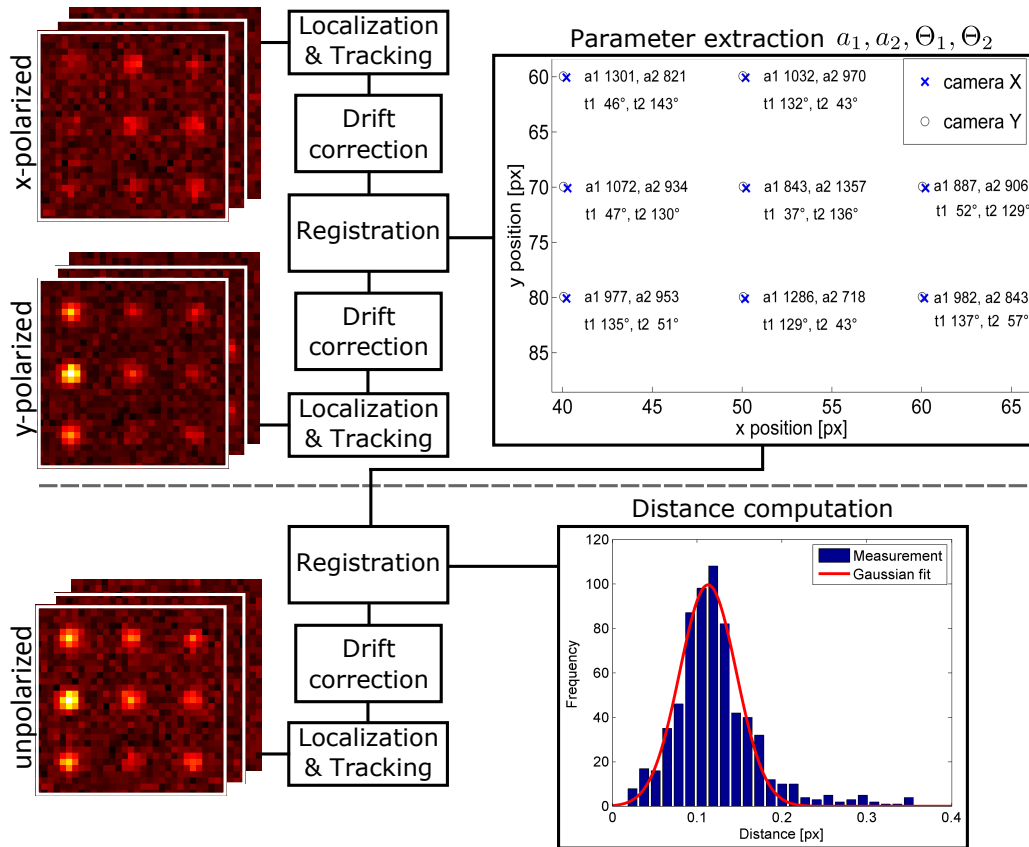 x-polarized
Localization
& Tracking
Drift
correction
Registration
Drift
correction
Localization
& Tracking
y-polarized
Parameter extraction a₁, a₂, Θ₁, Θ₂
camera X
camera Y
a1 1301, a2 821
t1 46°, t2 143°
a1 1032, a2 970
t1 132°, t2 43°
a1 1072, a2 934
t1 47°, t2 130°
a1 843, a2 1357
t1 37°, t2 136°
a1 887, a2 906
t1 52°, t2 129°
a1 977, a2 953
t1 135°, t2 51°
a1 1286, a2 718
t1 129°, t2 43°
a1 982, a2 843
t1 137°, t2 57°
y position [px]
60
65
70
75
80
85
40 45 50 55 60 65
x position [px]
unpolarized
Registration
Drift
correction
Localization
& Tracking
Distance computation
Measurement
Gaussian fit
Frequency
120
100
80
60
40
20
0
0 0.1 0.2 0.3 0.4
Distance [px]